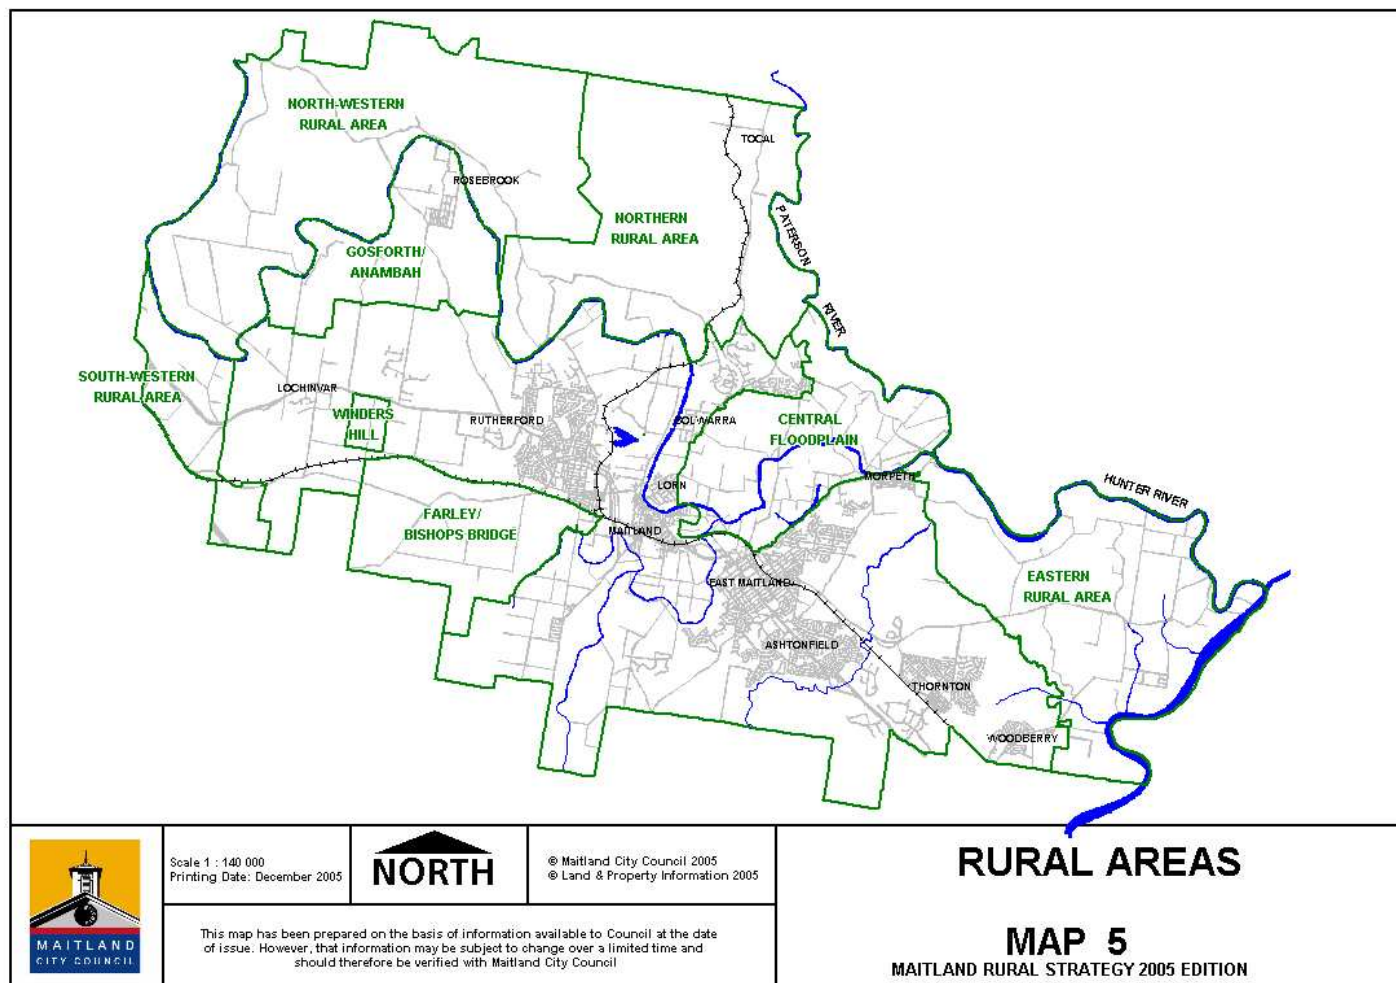 NORTH-WESTERN
RURAL AREA
TOCAL
ROSEBROOK
PATERSON
RIVER
NORTHERN
RURAL AREA
GOSFORTH/
ANAMBAH
SOUTH-WESTERN
RURAL AREA
LOCHINVAR
WINDERS
HILL
RUTHERFORD
BOLWARRA
CENTRAL
FLOODPLAIN
LORN
MORPETH
HUNTER RIVER
FARLEY/
BISHOPS BRIDGE
MAITLAND
EAST MAITLAND
EASTERN
RURAL AREA
ASHTONFIELD
THORNTON
WOODBERRY
MAITLAND
CITY COUNCIL
Scale 1 : 140 000
Printing Date: December 2005
NORTH
© Maitland City Council 2005
© Land & Property Information 2005
This map has been prepared on the basis of information available to Council at the date
of issue. However, that information may be subject to change over a limited time and
should therefore be verified with Maitland City Council
RURAL AREAS
MAP 5
MAITLAND RURAL STRATEGY 2005 EDITION